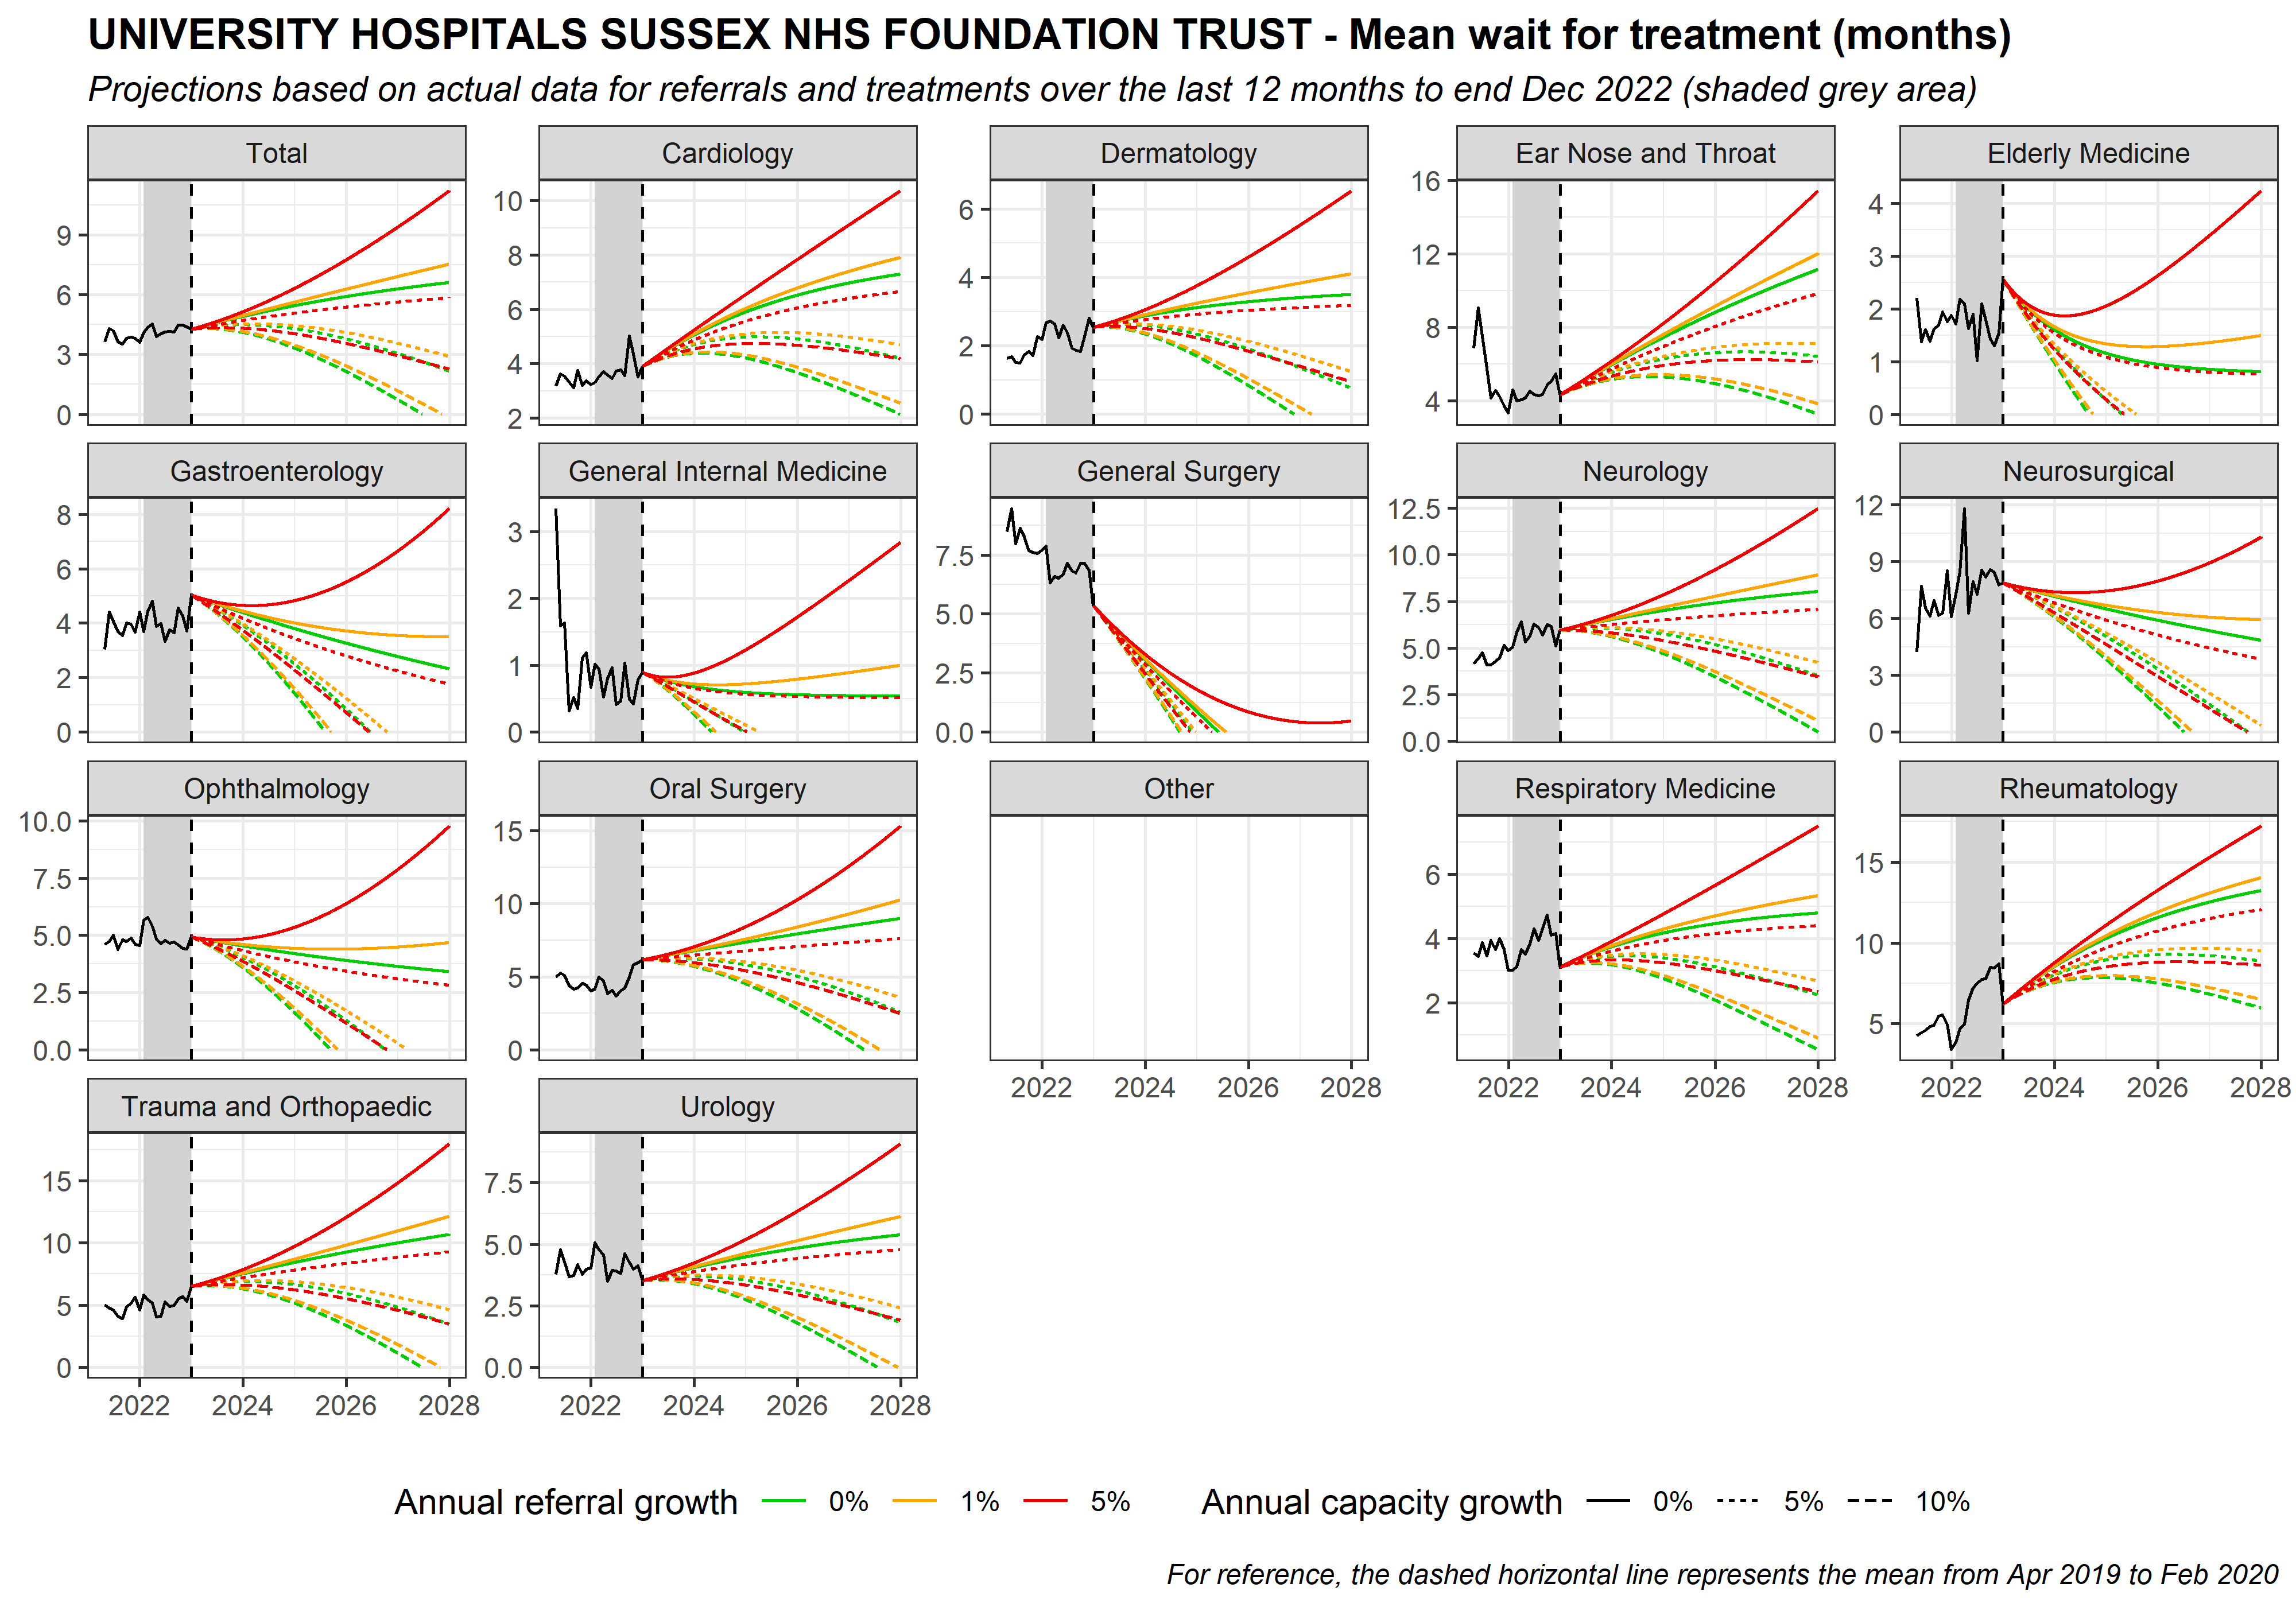 UNIVERSITY HOSPITALS SUSSEX NHS FOUNDATION TRUST - Mean wait for treatment (months)
Projections based on actual data for referrals and treatments over the last 12 months to end Dec 2022 (shaded grey area)
Total Cardiology Dermatology Ear Nose and Throat Elderly Medicine
9 6 3 0
10 8 6 4 2
6 4 2 0
16 12 8 4
4 3 2 1 0
Gastroenterology General Internal Medicine General Surgery Neurology Neurosurgical
8 6 4 2 0
3 2 1 0
7.5 5.0 2.5 0.0
12.5 10.0 7.5 5.0 2.5 0.0
12 9 6 3 0
Ophthalmology Oral Surgery Other Respiratory Medicine Rheumatology
10.0 7.5 5.0 2.5 0.0
15 10 5 0
6 4 2
15 10 5
2022 2024 2026 2028 2022 2024 2026 2028 2022 2024 2026 2028
Trauma and Orthopaedic Urology
15 10 5 0
7.5 5.0 2.5 0.0
2022 2024 2026 2028 2022 2024 2026 2028
Annual referral growth 0% 1% 5% Annual capacity growth 0% 5% 10%
For reference, the dashed horizontal line represents the mean from Apr 2019 to Feb 2020